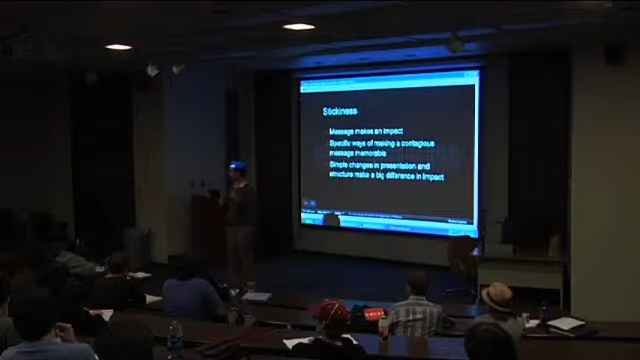 Stickiness
Message makes an impact
Specific ways of making a contagious
message memorable
Simple changes in presentation and
structure make a big difference in impact